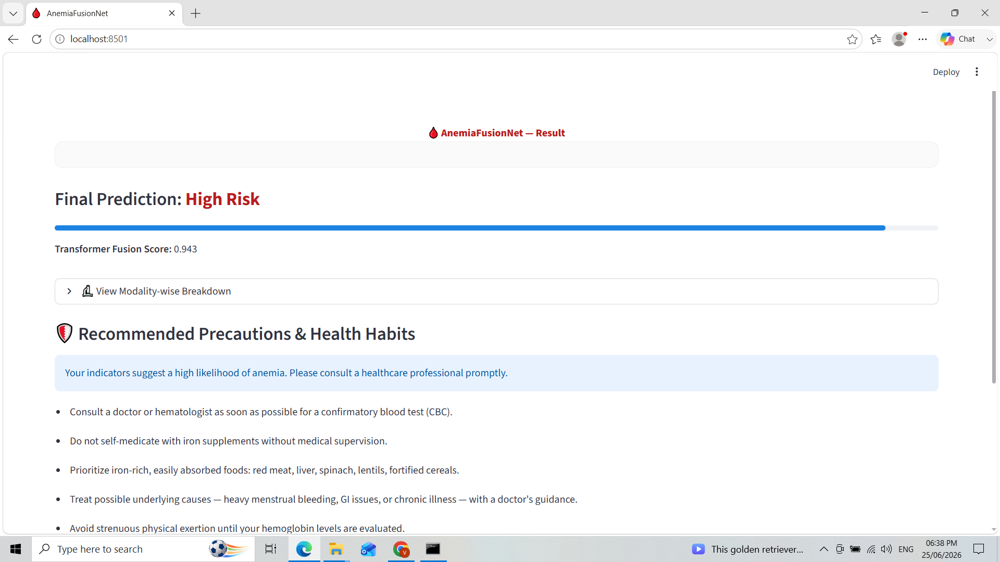 AnemiaFusionNet
localhost:8501
Chat
Deploy
AnemiaFusionNet — Result
Final Prediction: High Risk
Transformer Fusion Score: 0.943
View Modality-wise Breakdown
Recommended Precautions & Health Habits
Your indicators suggest a high likelihood of anemia. Please consult a healthcare professional promptly.
• Consult a doctor or hematologist as soon as possible for a confirmatory blood test (CBC).
• Do not self-medicate with iron supplements without medical supervision.
• Prioritize iron-rich, easily absorbed foods: red meat, liver, spinach, lentils, fortified cereals.
• Treat possible underlying causes — heavy menstrual bleeding, GI issues, or chronic illness — with a doctor's guidance.
• Avoid strenuous physical exertion until your hemoglobin levels are evaluated.
Type here to search
This golden retriever...
ENG
06:38 PM
25/06/2026